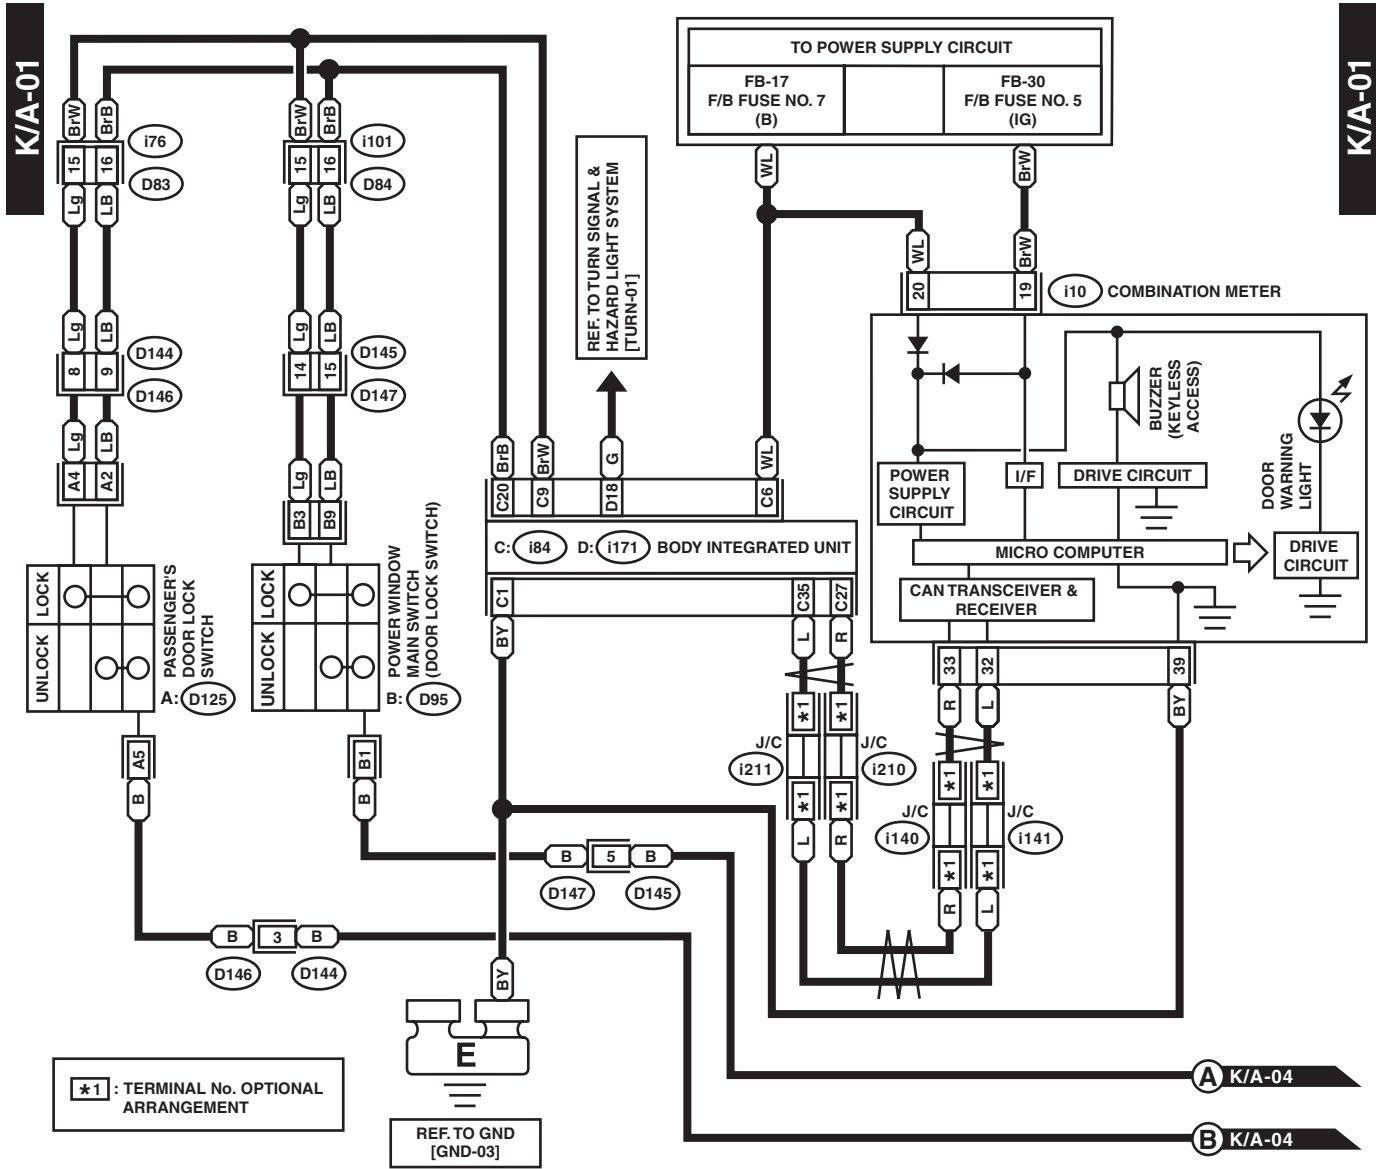 K/A-01
K/A-01
TO POWER SUPPLY CIRCUIT
FB-17
F/B FUSE NO. 7
(B)
FB-30
F/B FUSE NO. 5
(IG)
BrW
BrB
BrW
BrB
15
16
i76
D83
15
16
i101
D84
Lg
LB
Lg
LB
REF. TO TURN SIGNAL &
HAZARD LIGHT SYSTEM
[TURN-01]
WL
BrW
WL
BrW
20
19
i10
COMBINATION METER
Lg
LB
Lg
LB
8
9
D144
D146
14
15
D145
D147
Lg
LB
Lg
LB
A4
A2
B3
B9
BrB
BrW
G
WL
C20
C9
D18
C6
C:
i84
D:
i171
BODY INTEGRATED UNIT
C1
C35
C27
BUZZER
(KEYLESS
ACCESS)
DOOR
WARNING
LIGHT
POWER
SUPPLY
CIRCUIT
I/F
DRIVE CIRCUIT
MICRO COMPUTER
DRIVE
CIRCUIT
CAN TRANSCEIVER &
RECEIVER
LOCK
UNLOCK
PASSENGER'S
DOOR LOCK
SWITCH
A:
D125
LOCK
UNLOCK
POWER WINDOW
MAIN SWITCH
(DOOR LOCK SWITCH)
B:
D95
BY
L
R
33
32
39
R
L
BY
A5
B
B1
B
*1
*1
J/C
i211
J/C
i210
*1
*1
L
R
*1
*1
J/C
i140
J/C
i141
*1
*1
R
L
B
5
B
D147
D145
B
3
B
D146
D144
BY
E
REF. TO GND
[GND-03]
*1 : TERMINAL No. OPTIONAL
ARRANGEMENT
A
K/A-04
B
K/A-04